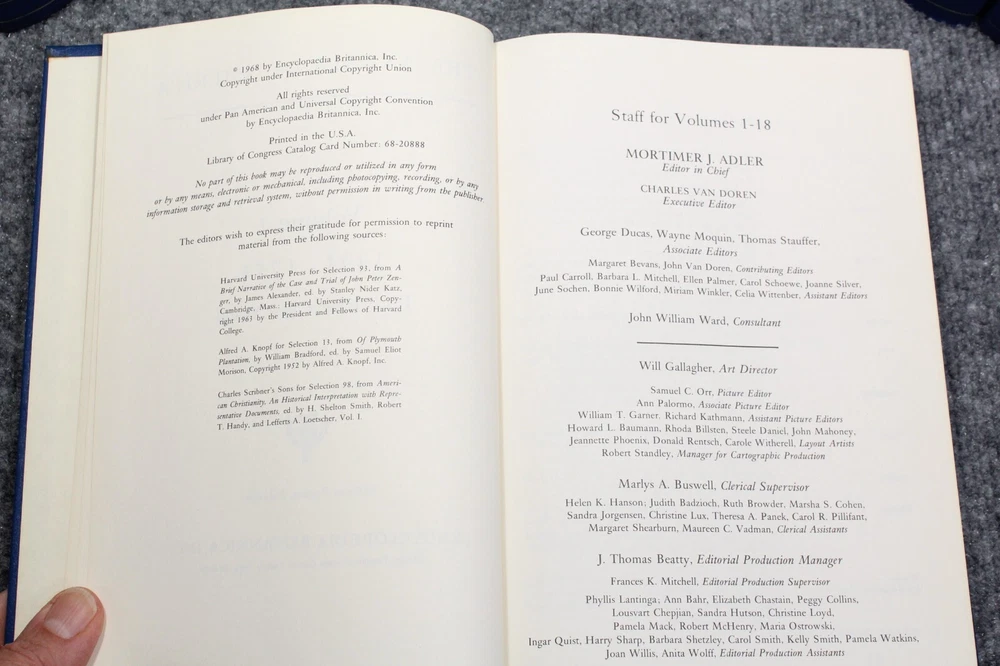 © 1968 by Encyclopaedia Britannica, Inc.
Copyright under International Copyright Union
All rights reserved
under Pan American and Universal Copyright Convention
by Encyclopaedia Britannica, Inc.
Printed in the U.S.A.
Library of Congress Catalog Card Number: 68-20888
No part of this book may be reproduced or utilized in any form
or by any means, electronic or mechanical, including photocopying, recording, or by any
information storage and retrieval system, without permission in writing from the publisher.
The editors wish to express their gratitude for permission to reprint
material from the following sources:
Harvard University Press for Selection 93, from A
Brief Narrative of the Case and Trial of John Peter Zen-
ger, by James Alexander, ed. by Stanley Nider Katz,
Cambridge, Mass.: Harvard University Press, Copy-
right 1963 by the President and Fellows of Harvard
College.
Alfred A. Knopf for Selection 13, from Of Plymouth
Plantation, by William Bradford, ed. by Samuel Eliot
Morison, Copyright 1952 by Alfred A. Knopf, Inc.
Charles Scribner's Sons for Selection 98, from Ameri-
can Christianity, An Historical Interpretation with Repre-
sentative Documents, ed. by H. Shelton Smith, Robert
T. Handy, and Lefferts A. Loetscher, Vol. I.
Staff for Volumes 1-18
MORTIMER J. ADLER
Editor in Chief
CHARLES VAN DOREN
Executive Editor
George Ducas, Wayne Moquin, Thomas Stauffer,
Associate Editors
Margaret Bevans, John Van Doren, Contributing Editors
Paul Carroll, Barbara L. Mitchell, Ellen Palmer, Carol Schoewe, Joanne Silver,
June Sochen, Bonnie Wilford, Miriam Winkler, Celia Wittenber, Assistant Editors
John William Ward, Consultant
Will Gallagher, Art Director
Samuel C. Orr, Picture Editor
Ann Palormo, Associate Picture Editor
William T. Garner, Richard Kathmann, Assistant Picture Editors
Howard L. Baumann, Rhoda Billsten, Steele Daniel, John Mahoney,
Jeannette Phoenix, Donald Rentsch, Carole Witherell, Layout Artists
Robert Standley, Manager for Cartographic Production
Marlys A. Buswell, Clerical Supervisor
Helen K. Hanson; Judith Badzioch, Ruth Browder, Marsha S. Cohen,
Sandra Jorgensen, Christine Lux, Theresa A. Panek, Carol R. Pillifant,
Margaret Shearburn, Maureen C. Vadman, Clerical Assistants
J. Thomas Beatty, Editorial Production Manager
Frances K. Mitchell, Editorial Production Supervisor
Phyllis Lantinga; Ann Bahr, Elizabeth Chastain, Peggy Collins,
Lousvart Chepjian, Sandra Hutson, Christine Loyd,
Pamela Mack, Robert McHenry, Maria Ostrowski,
Ingar Quist, Harry Sharp, Barbara Shetzley, Carol Smith, Kelly Smith, Pamela Watkins,
Joan Willis, Anita Wolff, Editorial Production Assistants